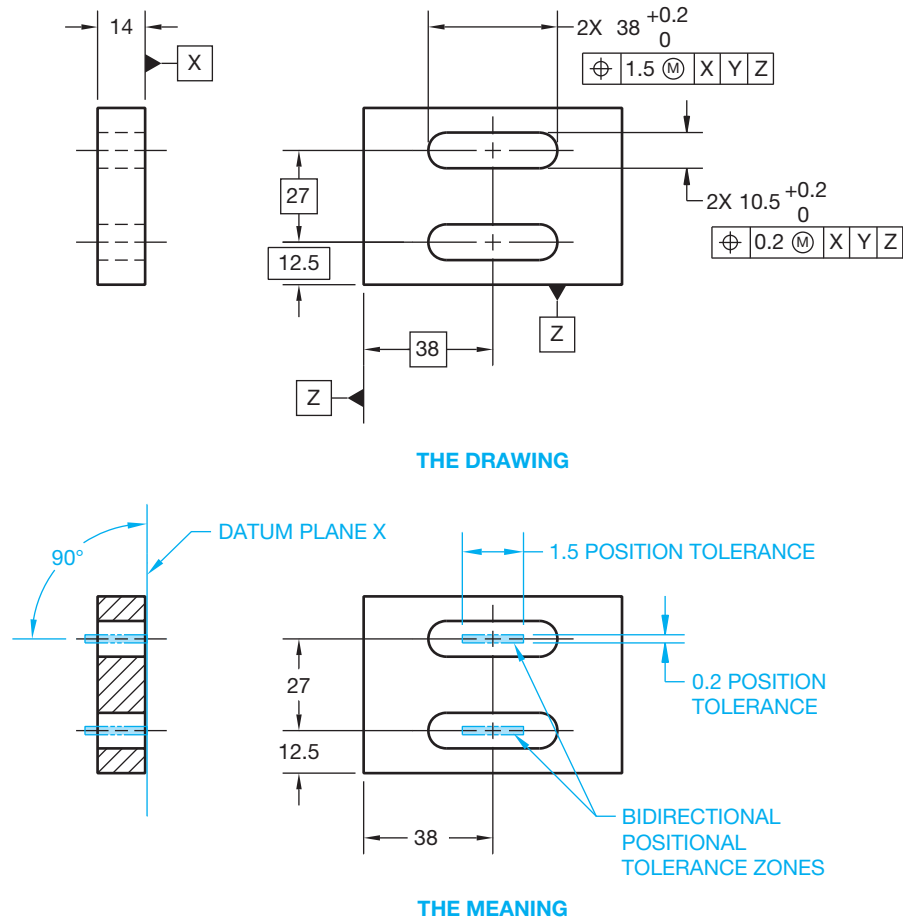 14
X
2X 38 +0.2
0
⌖ 1.5 Ⓜ X Y Z
27
12.5
2X 10.5 +0.2
0
⌖ 0.2 Ⓜ X Y Z
38
Z
Z
THE DRAWING
90°
DATUM PLANE X
1.5 POSITION TOLERANCE
27
12.5
0.2 POSITION
TOLERANCE
38
BIDIRECTIONAL
POSITIONAL
TOLERANCE ZONES
THE MEANING